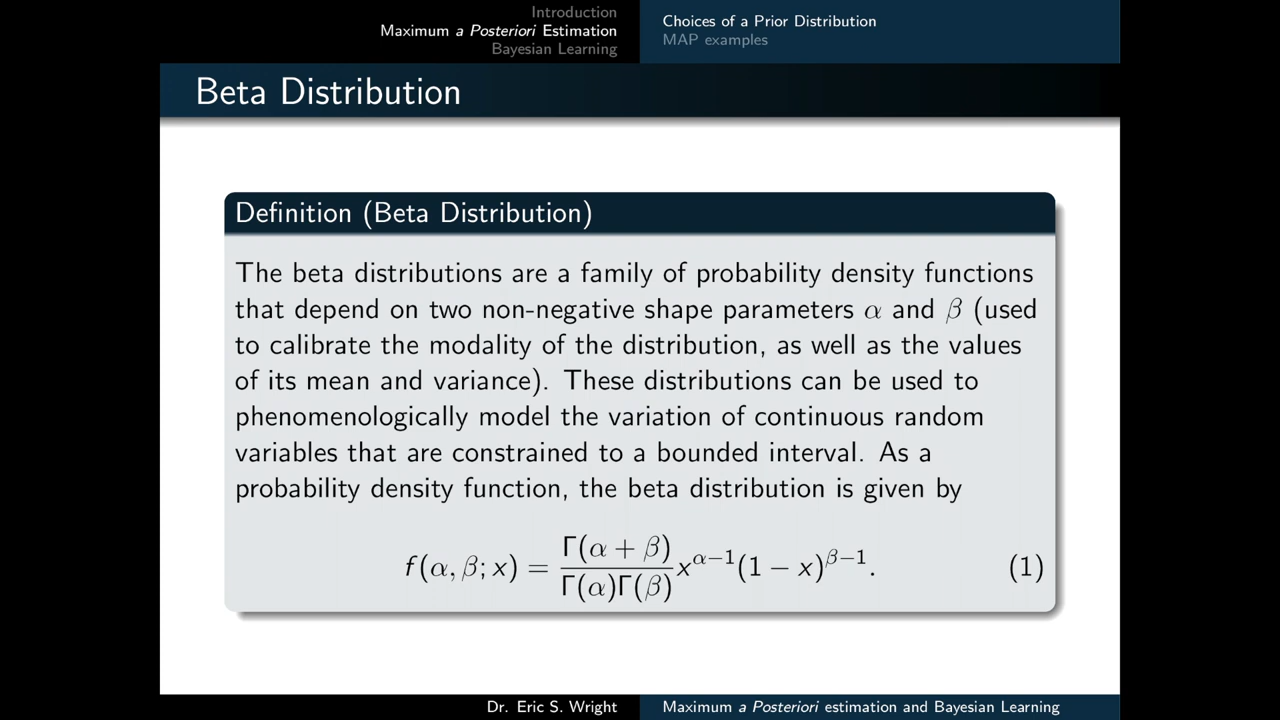 Introduction
Maximum a Posteriori Estimation
Bayesian Learning
Choices of a Prior Distribution
MAP examples
Beta Distribution
Definition (Beta Distribution)
The beta distributions are a family of probability density functions
that depend on two non-negative shape parameters α and β (used
to calibrate the modality of the distribution, as well as the values
of its mean and variance). These distributions can be used to
phenomenologically model the variation of continuous random
variables that are constrained to a bounded interval. As a
probability density function, the beta distribution is given by
f(α, β; x) = Γ(α + β) / Γ(α)Γ(β) x^{α−1}(1 − x)^{β−1}. (1)
Dr. Eric S. Wright
Maximum a Posteriori estimation and Bayesian Learning